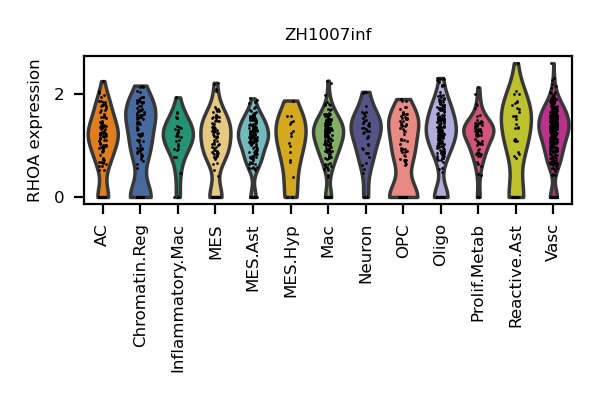 ZH1007inf
RHOA expression
2
0
AC
Chromatin.Reg
Inflammatory.Mac
MES
MES.Ast
MES.Hyp
Mac
Neuron
OPC
Oligo
Prolif.Metab
Reactive.Ast
Vasc